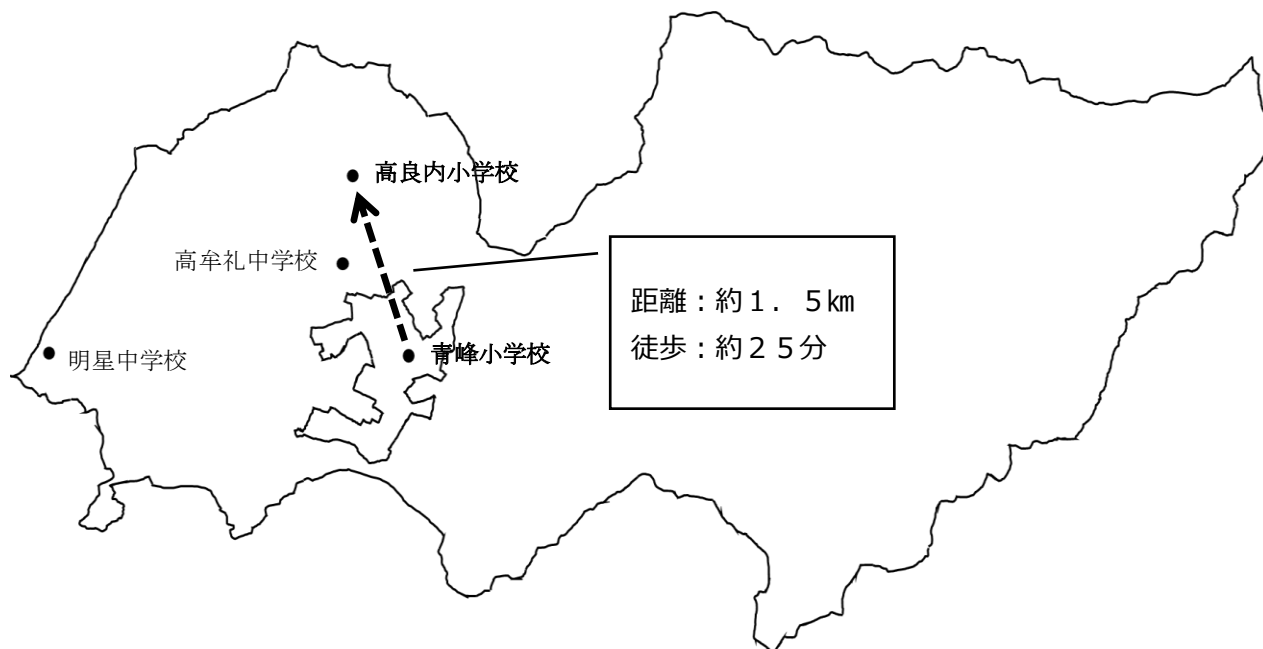 高良内小学校
高牟礼中学校
距離：約１．５㎞
徒歩：約２５分
明星中学校
青峰小学校